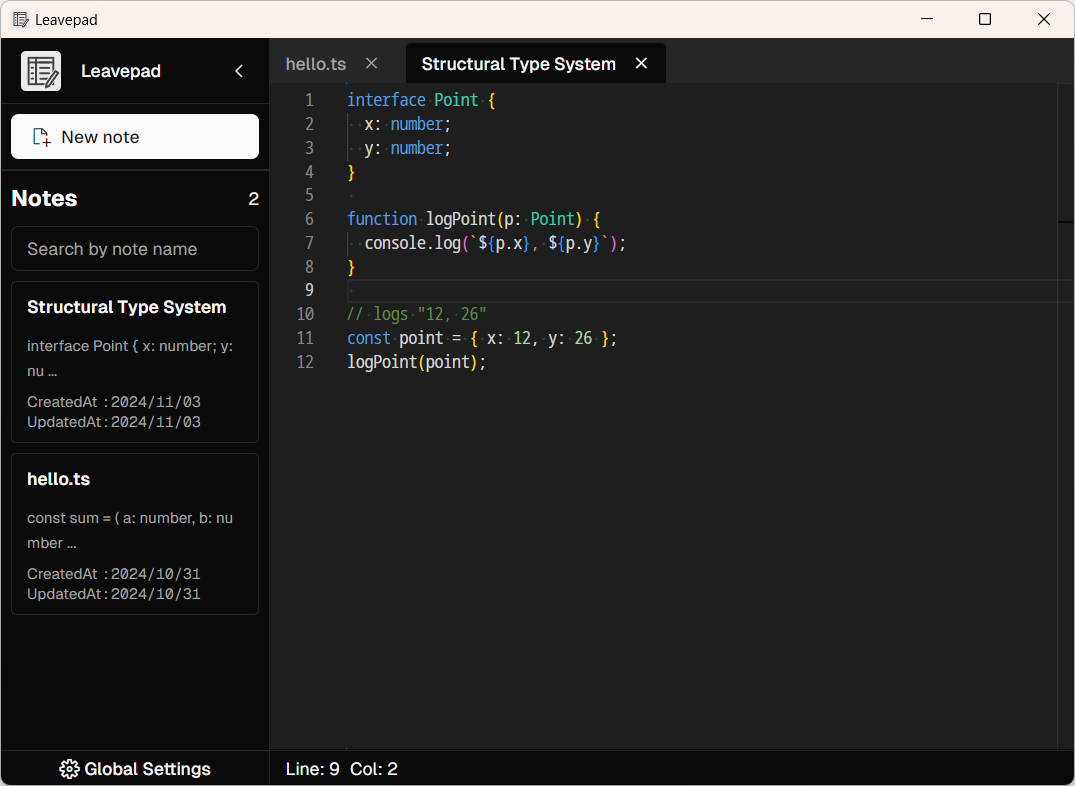 Leavepad
Leavepad
New note
Notes 2
Search by note name
Structural Type System
interface Point { x: number; y:
nu ...
CreatedAt :2024/11/03
UpdatedAt:2024/11/03
hello.ts
const sum = ( a: number, b: nu
mber ...
CreatedAt :2024/10/31
UpdatedAt:2024/10/31
Global Settings
hello.ts Structural Type System
1 interface Point {
2 x: number;
3 y: number;
4 }
5
6 function logPoint(p: Point) {
7 console.log(`${p.x}, ${p.y}`);
8 }
9
10 // logs "12, 26"
11 const point = { x: 12, y: 26 };
12 logPoint(point);
Line: 9 Col: 2